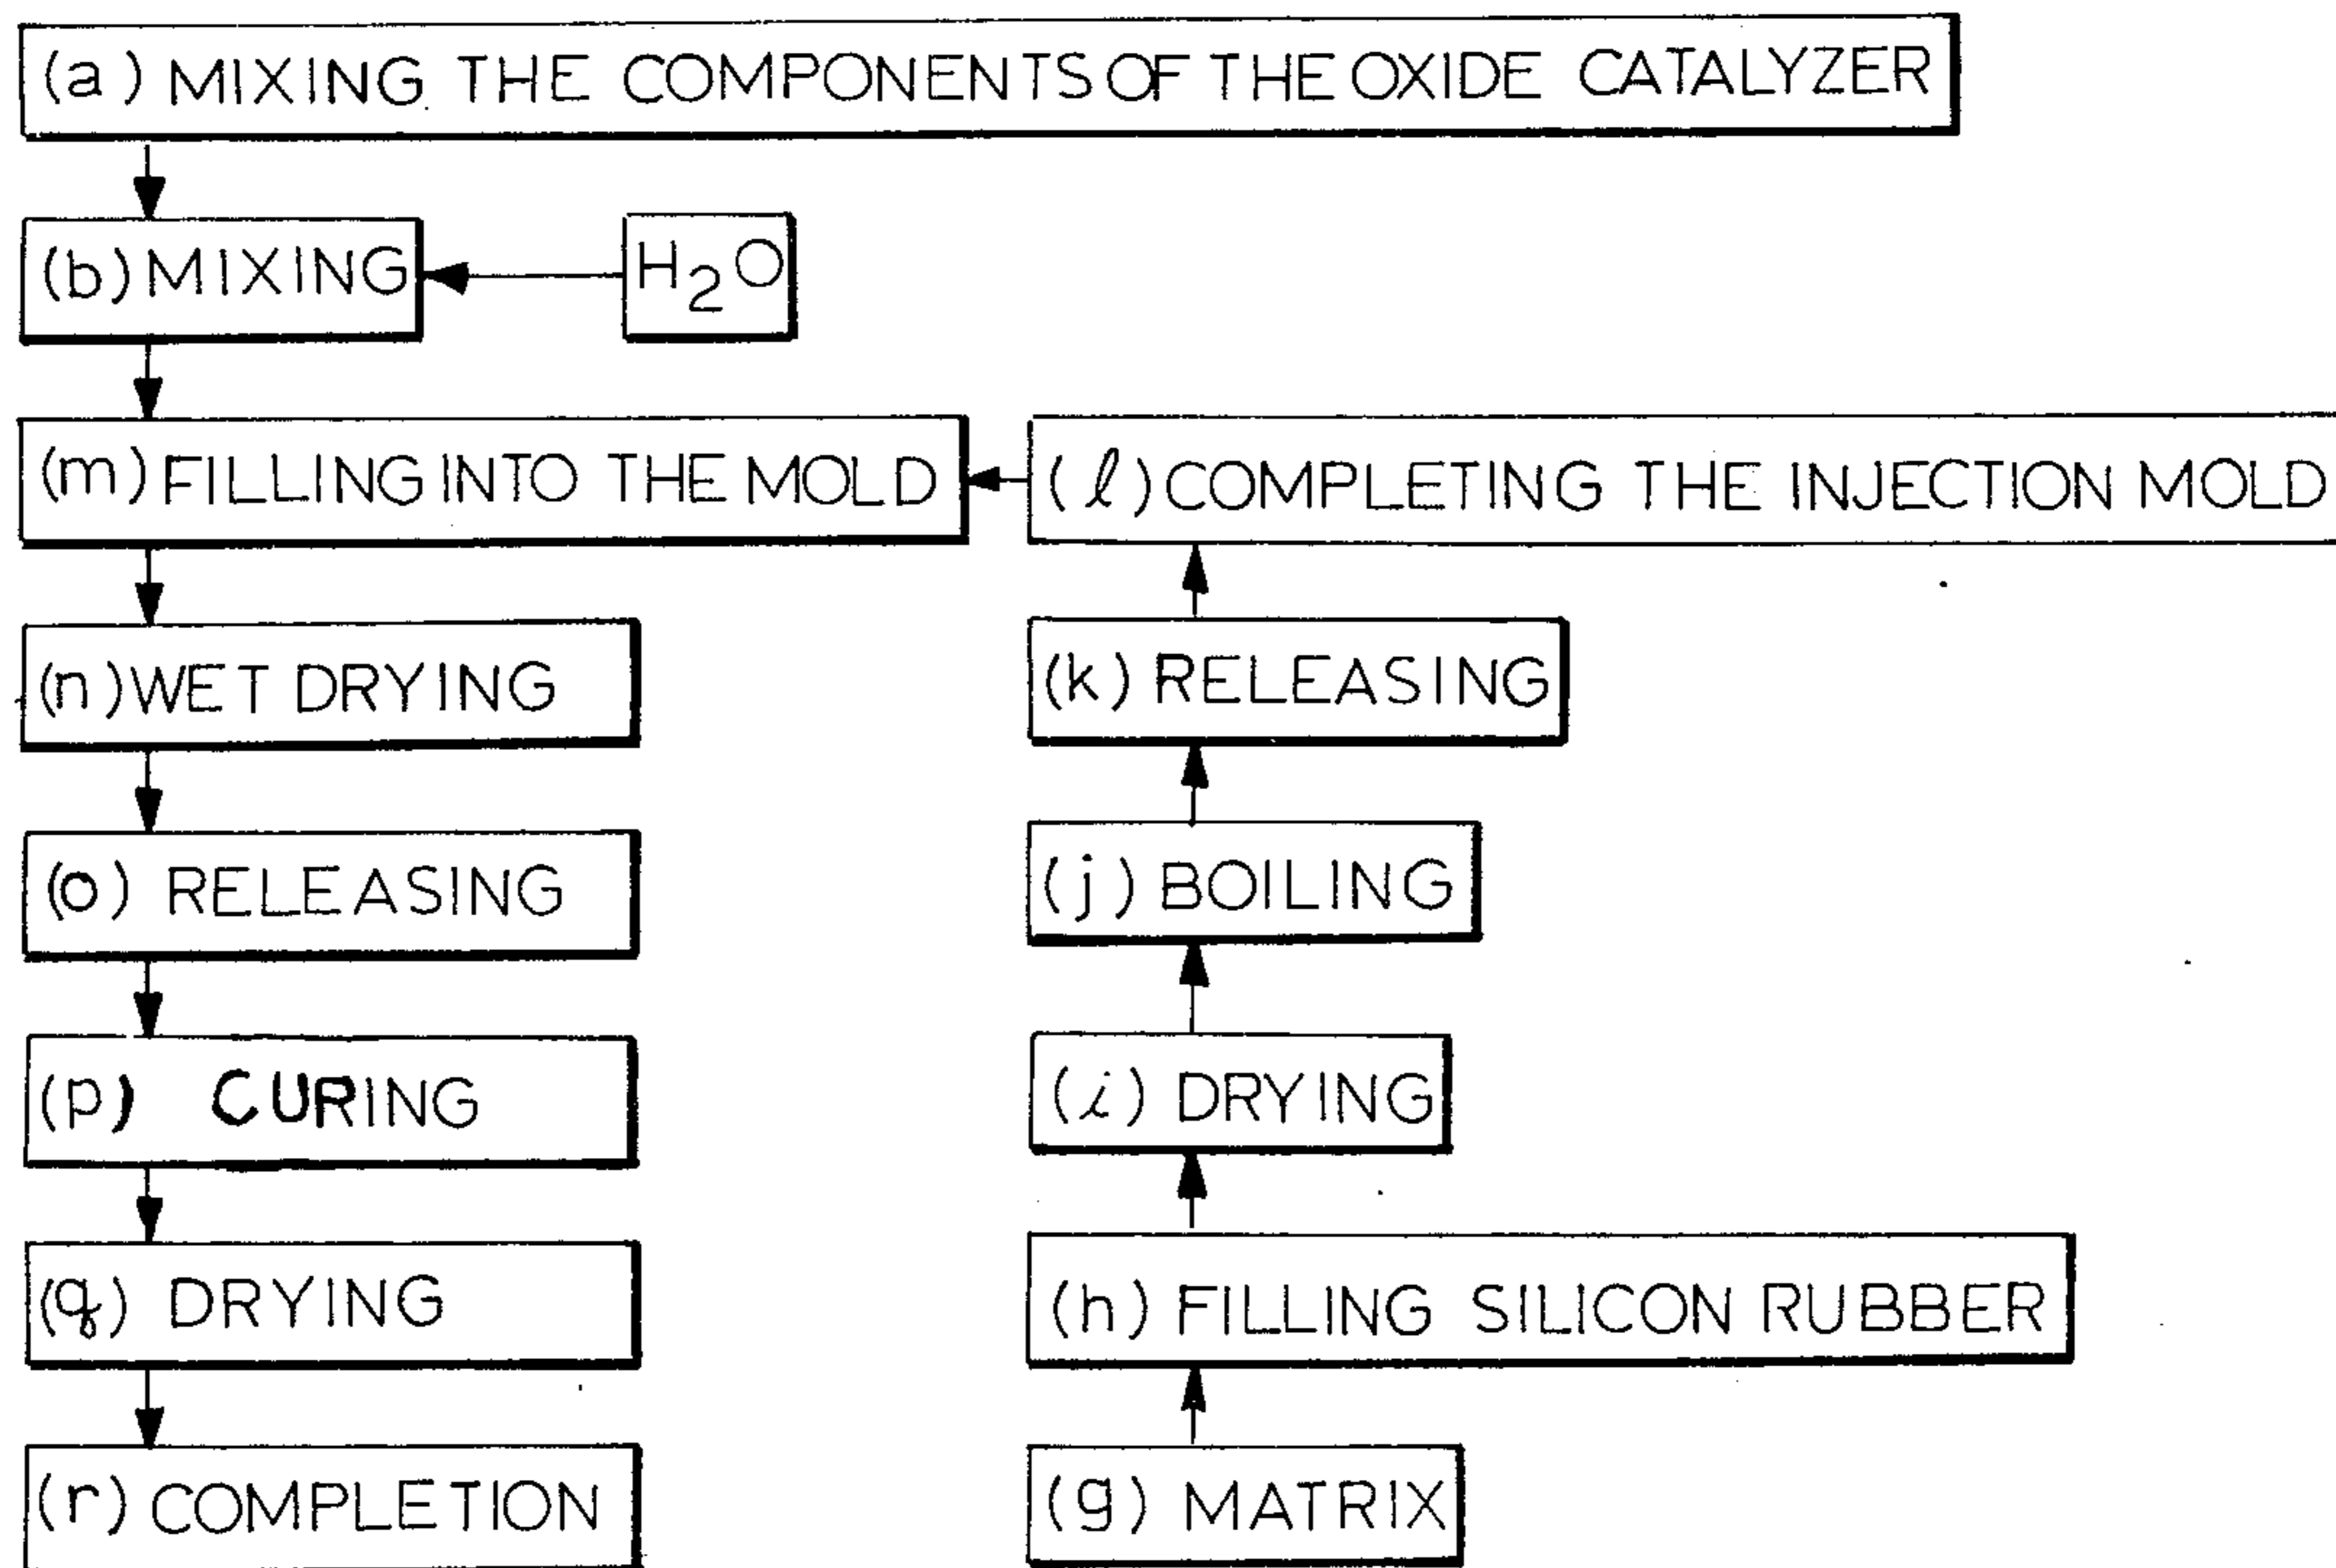 (a) MIXING THE COMPONENTS OF THE OXIDE CATALYZER
(b) MIXING
H₂O
(m) FILLING INTO THE MOLD
(l) COMPLETING THE INJECTION MOLD
(n) WET DRYING
(k) RELEASING
(o) RELEASING
(j) BOILING
(p) CURING
(i) DRYING
(q) DRYING
(h) FILLING SILICON RUBBER
(r) COMPLETION
(g) MATRIX